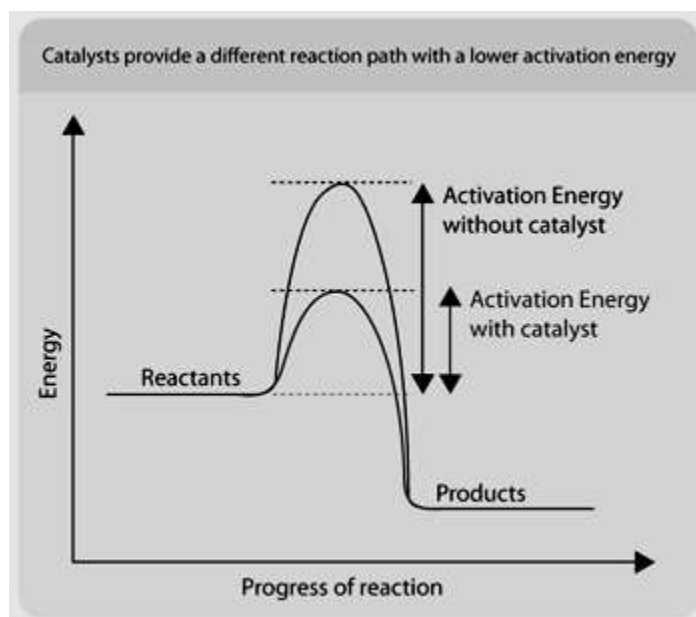 Catalysts provide a different reaction path with a lower activation energy
Activation Energy
without catalyst
Activation Energy
with catalyst
Reactants
Energy
Products
Progress of reaction